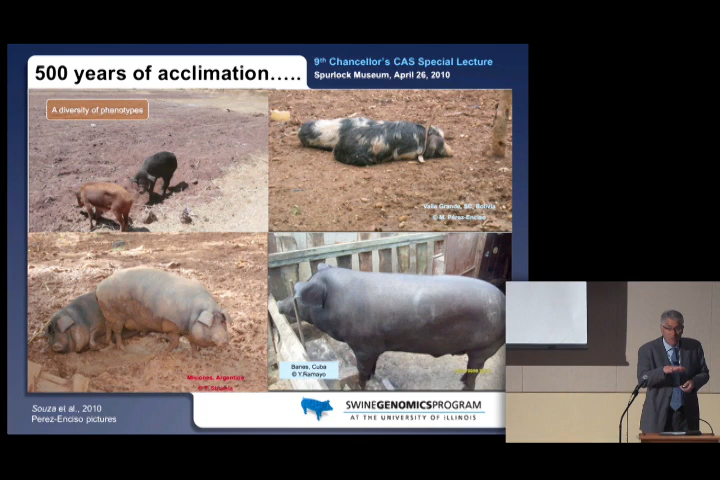 500 years of acclimation.....
9th Chancellor's CAS Special Lecture
Spurlock Museum, April 26, 2010
A diversity of phenotypes
Valle Grande, SC, Bolivia
© M. Pérez-Enciso
Misiones, Argentina
Banes, Cuba
© Y.Ramayo
Souza et al., 2010
Perez-Enciso pictures
SWINEGENOMICSPROGRAM
AT THE UNIVERSITY OF ILLINOIS